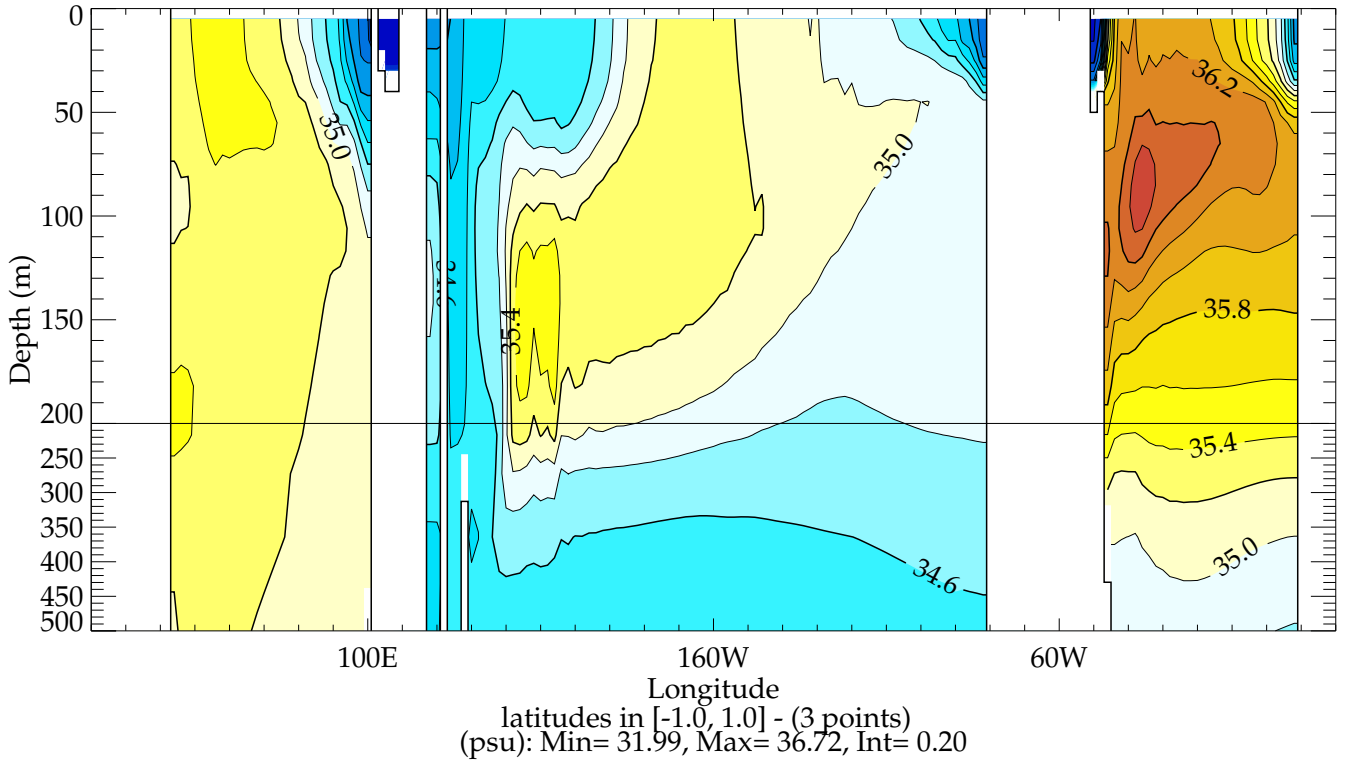 0
50
100
150
200
250
300
350
400
450
500
Depth (m)
35.0
34.6
35.4
35.0
34.6
36.2
35.8
35.4
35.0
100E
160W
60W
Longitude
latitudes in [-1.0, 1.0] - (3 points)
(psu): Min= 31.99, Max= 36.72, Int= 0.20